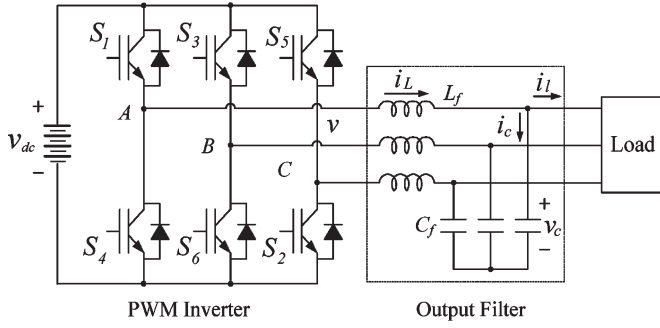 S1 S3 S5
iL Lf il
+ A v ic
vdc B Load
− C +
Cf vc
S4 S6 S2 −
PWM Inverter Output Filter